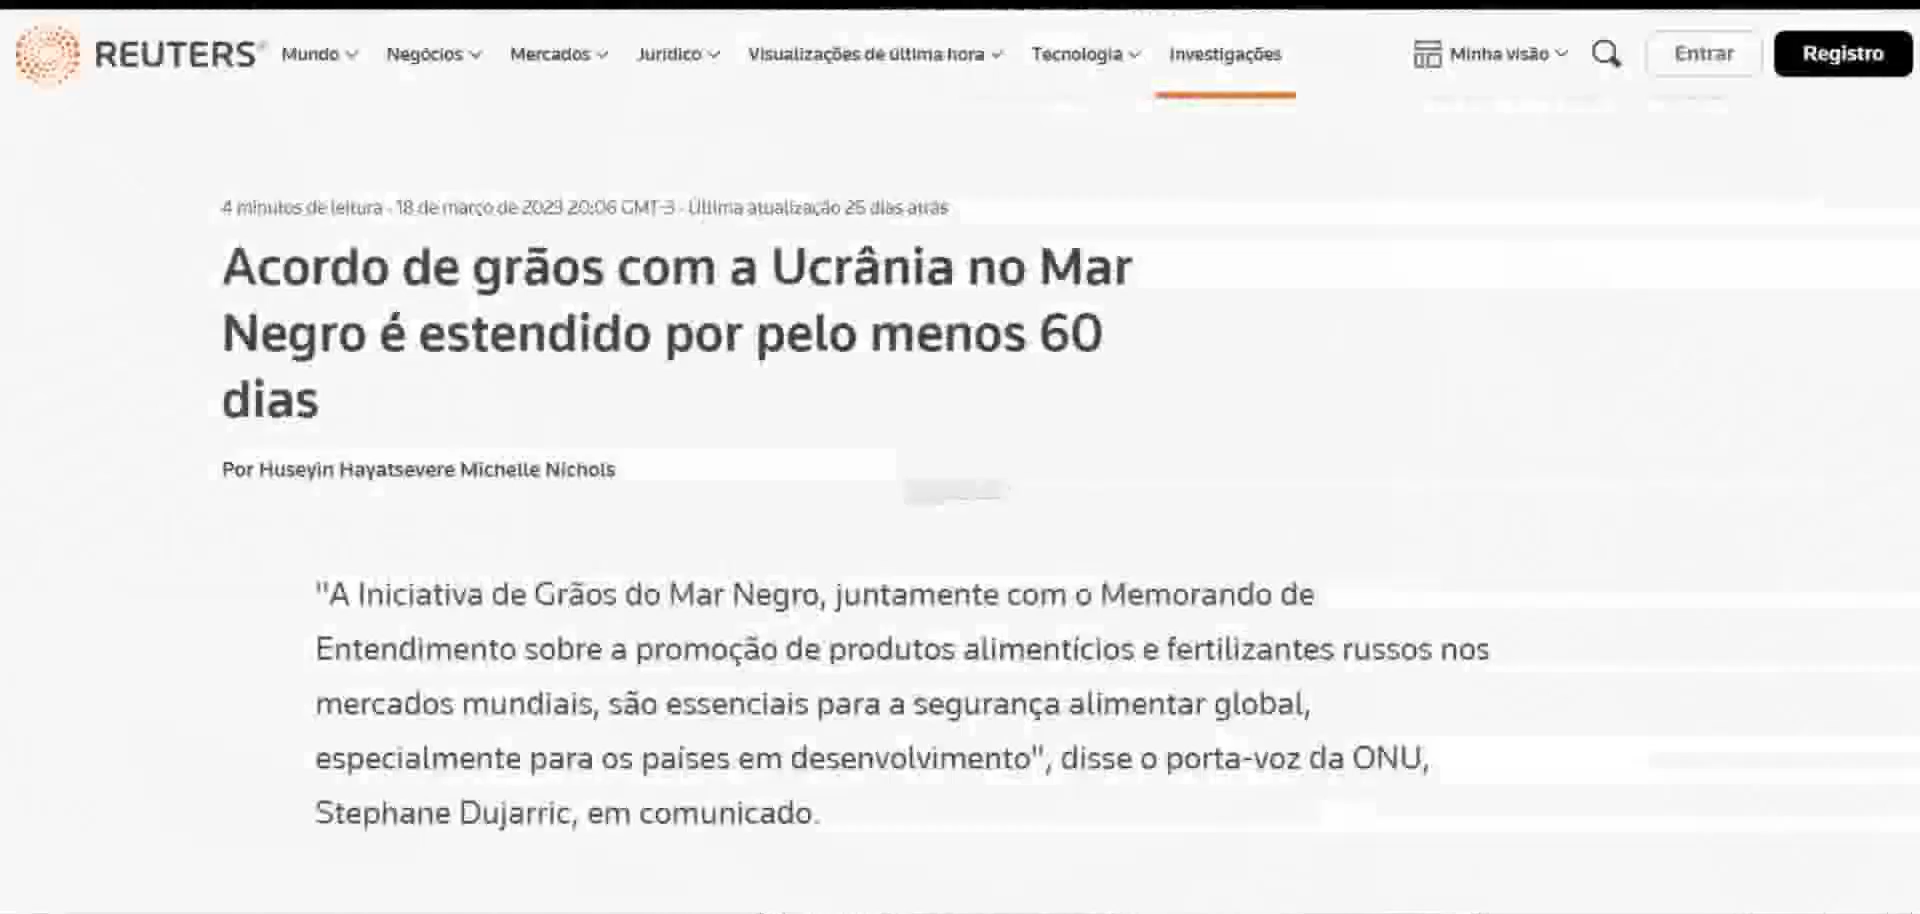 REUTERS® Mundo Negócios Mercados Jurídico Visualizações de última hora Tecnologia Investigações Minha visão Entrar Registro
4 minutos de leitura · 18 de março de 2023 20:06 GMT-3 · Última atualização 25 dias atrás
Acordo de grãos com a Ucrânia no Mar
Negro é estendido por pelo menos 60
dias
Por Huseyin Hayatsevere Michelle Nichols
"A Iniciativa de Grãos do Mar Negro, juntamente com o Memorando de
Entendimento sobre a promoção de produtos alimentícios e fertilizantes russos nos
mercados mundiais, são essenciais para a segurança alimentar global,
especialmente para os países em desenvolvimento", disse o porta-voz da ONU,
Stephane Dujarric, em comunicado.